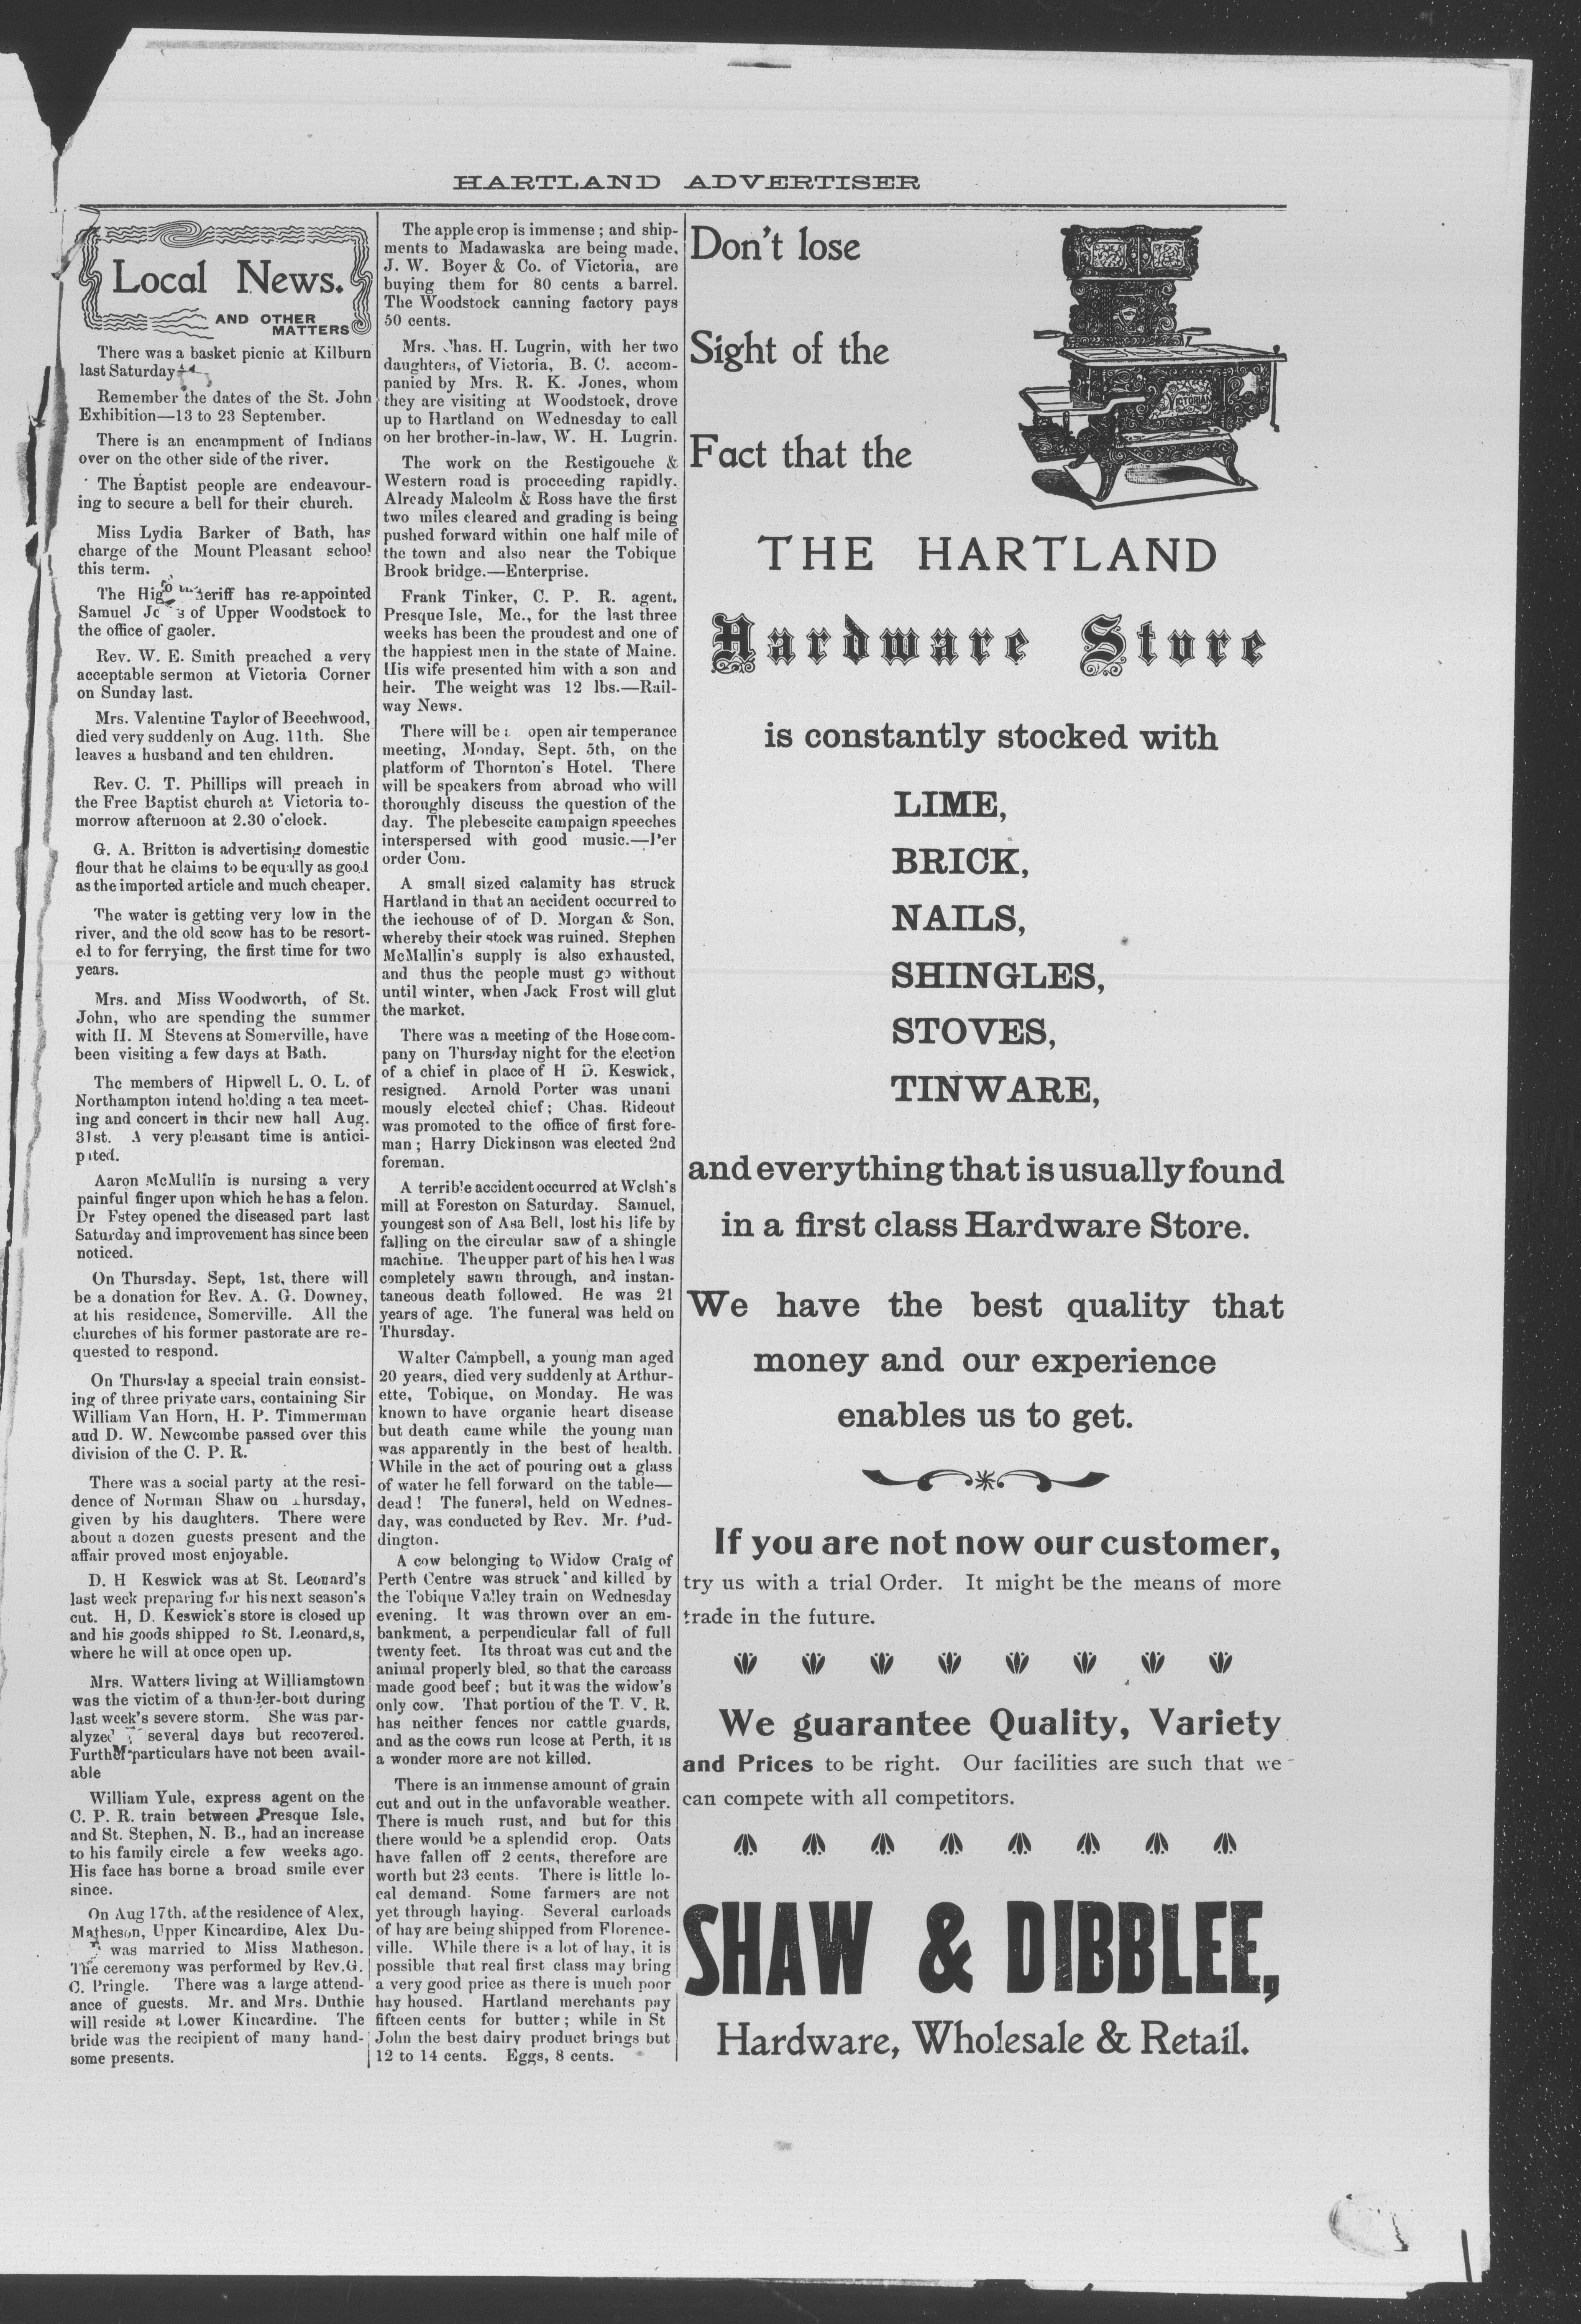 HARTLAND ADVERTISER
Local News.
AND OTHER
MATTERS
There was a basket picnic at Kilburn
last Saturday
Remember the dates of the St. John
Exhibition—13 to 23 September.
There is an encampment of Indians
over on the other side of the river.
The Baptist people are endeavour-
ing to secure a bell for their church.
Miss Lydia Barker of Bath, has
charge of the Mount Pleasant school
this term.
The has re-appointed
Samuel of Upper Woodstock to
the office of gaoler.
Rev. W. E. Smith preached a very
acceptable sermon at Victoria Corner
on Sunday last.
Mrs. Valentine Taylor of Beechwood,
died very suddenly on Aug. 11th. She
leaves a husband and ten children.
Rev. C. T. Phillips will preach in
the Free Baptist church at Victoria to-
morrow afternoon at 2.30 o'clock.
G. A. Britton is advertising domestic
flour that he claims to be equally as good
as the imported article and much cheaper.
The water is getting very low in the
river, and the old scow has to be resort-
ed to for ferrying, the first time for two
years.
Mrs. and Miss Woodworth, of St.
John, who are spending the summer
with H. M Stevens at Somerville, have
been visiting a few days at Bath.
The members of Hipwell L. O. L. of
Northampton intend holding a tea meet-
ing and concert in their new hall Aug.
31st. A very pleasant time is antici-
pated.
Aaron McMullin is nursing a very
painful finger upon which he has a felon.
Dr Estey opened the diseased part last
Saturday and improvement has since been
noticed.
On Thursday, Sept, 1st, there will
be a donation for Rev. A. G. Downey,
at his residence, Somerville. All the
churches of his former pastorate are re-
quested to respond.
On Thursday a special train consist-
ing of three private cars, containing Sir
William Van Horn, H. P. Timmerman
and D. W. Newcombe passed over this
division of the C. P. R.
There was a social party at the resi-
dence of Norman Shaw on Thursday,
given by his daughters. There were
about a dozen guests present and the
affair proved most enjoyable.
D. H Keswick was at St. Leonard's
last week preparing for his next season's
cut. H, D. Keswick's store is closed up
and his goods shipped to St. Leonard,s,
where he will at once open up.
Mrs. Watters living at Williamstown
was the victim of a thunder-bolt during
last week's severe storm. She was par-
alyzed several days but recovered.
Further particulars have not been avail-
able
William Yule, express agent on the
C. P. R. train between Presque Isle,
and St. Stephen, N. B., had an increase
to his family circle a few weeks ago.
His face has borne a broad smile ever
since.
On Aug 17th, at the residence of Alex,
Matheson, Upper Kincardine, Alex Du-
was married to Miss Matheson.
The ceremony was performed by Rev. G.
C. Pringle. There was a large attend-
ance of guests. Mr. and Mrs. Duthie
will reside at Lower Kincardine. The
bride was the recipient of many hand-
some presents.
The apple crop is immense; and ship-
ments to Madawaska are being made.
J. W. Boyer & Co. of Victoria, are
buying them for 80 cents a barrel.
The Woodstock canning factory pays
50 cents.
Mrs. Chas. H. Lugrin, with her two
daughters, of Victoria, B. C. accom-
panied by Mrs. R. K. Jones, whom
they are visiting at Woodstock, drove
up to Hartland on Wednesday to call
on her brother-in-law, W. H. Lugrin.
The work on the Restigouche &
Western road is proceeding rapidly.
Already Malcolm & Ross have the first
two miles cleared and grading is being
pushed forward within one half mile of
the town and also near the Tobique
Brook bridge.—Enterprise.
Frank Tinker, C. P. R. agent,
Presque Isle, Me., for the last three
weeks has been the proudest and one of
the happiest men in the state of Maine.
His wife presented him with a son and
heir. The weight was 12 lbs.—Rail-
way News.
There will be a open air temperance
meeting, Monday, Sept. 5th, on the
platform of Thornton's Hotel. There
will be speakers from abroad who will
thoroughly discuss the question of the
day. The plebescite campaign speeches
interspersed with good music.—Per
order Com.
A small sized calamity has struck
Hartland in that an accident occurred to
the iechouse of of D. Morgan & Son,
whereby their stock was ruined. Stephen
McMallin's supply is also exhausted,
and thus the people must go without
until winter, when Jack Frost will glut
the market.
There was a meeting of the Hose com-
pany on Thursday night for the election
of a chief in place of H D. Keswick,
resigned. Arnold Porter was unani
mously elected chief; Chas. Rideout
was promoted to the office of first fore-
man; Harry Dickinson was elected 2nd
foreman.
A terrible accident occurred at Welsh's
mill at Foreston on Saturday. Samuel,
youngest son of Asa Bell, lost his life by
falling on the circular saw of a shingle
machine. The upper part of his head was
completely sawn through, and instan-
taneous death followed. He was 21
years of age. The funeral was held on
Thursday.
Walter Campbell, a young man aged
20 years, died very suddenly at Arthur-
ette, Tobique, on Monday. He was
known to have organic heart disease
but death came while the young man
was apparently in the best of health.
While in the act of pouring out a glass
of water he fell forward on the table—
dead! The funeral, held on Wednes-
day, was conducted by Rev. Mr. Pud-
dington.
A cow belonging to Widow Craig of
Perth Centre was struck and killed by
the Tobique Valley train on Wednesday
evening. It was thrown over an em-
bankment, a perpendicular fall of full
twenty feet. Its throat was cut and the
animal properly bled, so that the carcass
made good beef; but it was the widow's
only cow. That portion of the T. V. R.
has neither fences nor cattle guards,
and as the cows run loose at Perth, it is
a wonder more are not killed.
There is an immense amount of grain
cut and out in the unfavorable weather.
There is much rust, and but for this
there would be a splendid crop. Oats
have fallen off 2 cents, therefore are
worth but 23 cents. There is little lo-
cal demand. Some farmers are not
yet through haying. Several carloads
of hay are being shipped from Florence-
ville. While there is a lot of hay, it is
possible that real first class may bring
a very good price as there is much poor
hay housed. Hartland merchants pay
fifteen cents for butter; while in St
John the best dairy product brings but
12 to 14 cents. Eggs, 8 cents.
Don't lose
Sight of the
Fact that the
VICTORIAN
THE HARTLAND
Hardware Store
is constantly stocked with
LIME,
BRICK,
NAILS,
SHINGLES,
STOVES,
TINWARE,
and everything that is usually found
in a first class Hardware Store.
We have the best quality that
money and our experience
enables us to get.
If you are not now our customer,
try us with a trial Order. It might be the means of more
trade in the future.
We guarantee Quality, Variety
and Prices to be right. Our facilities are such that we
can compete with all competitors.
SHAW & DIBBLEE,
Hardware, Wholesale & Retail.